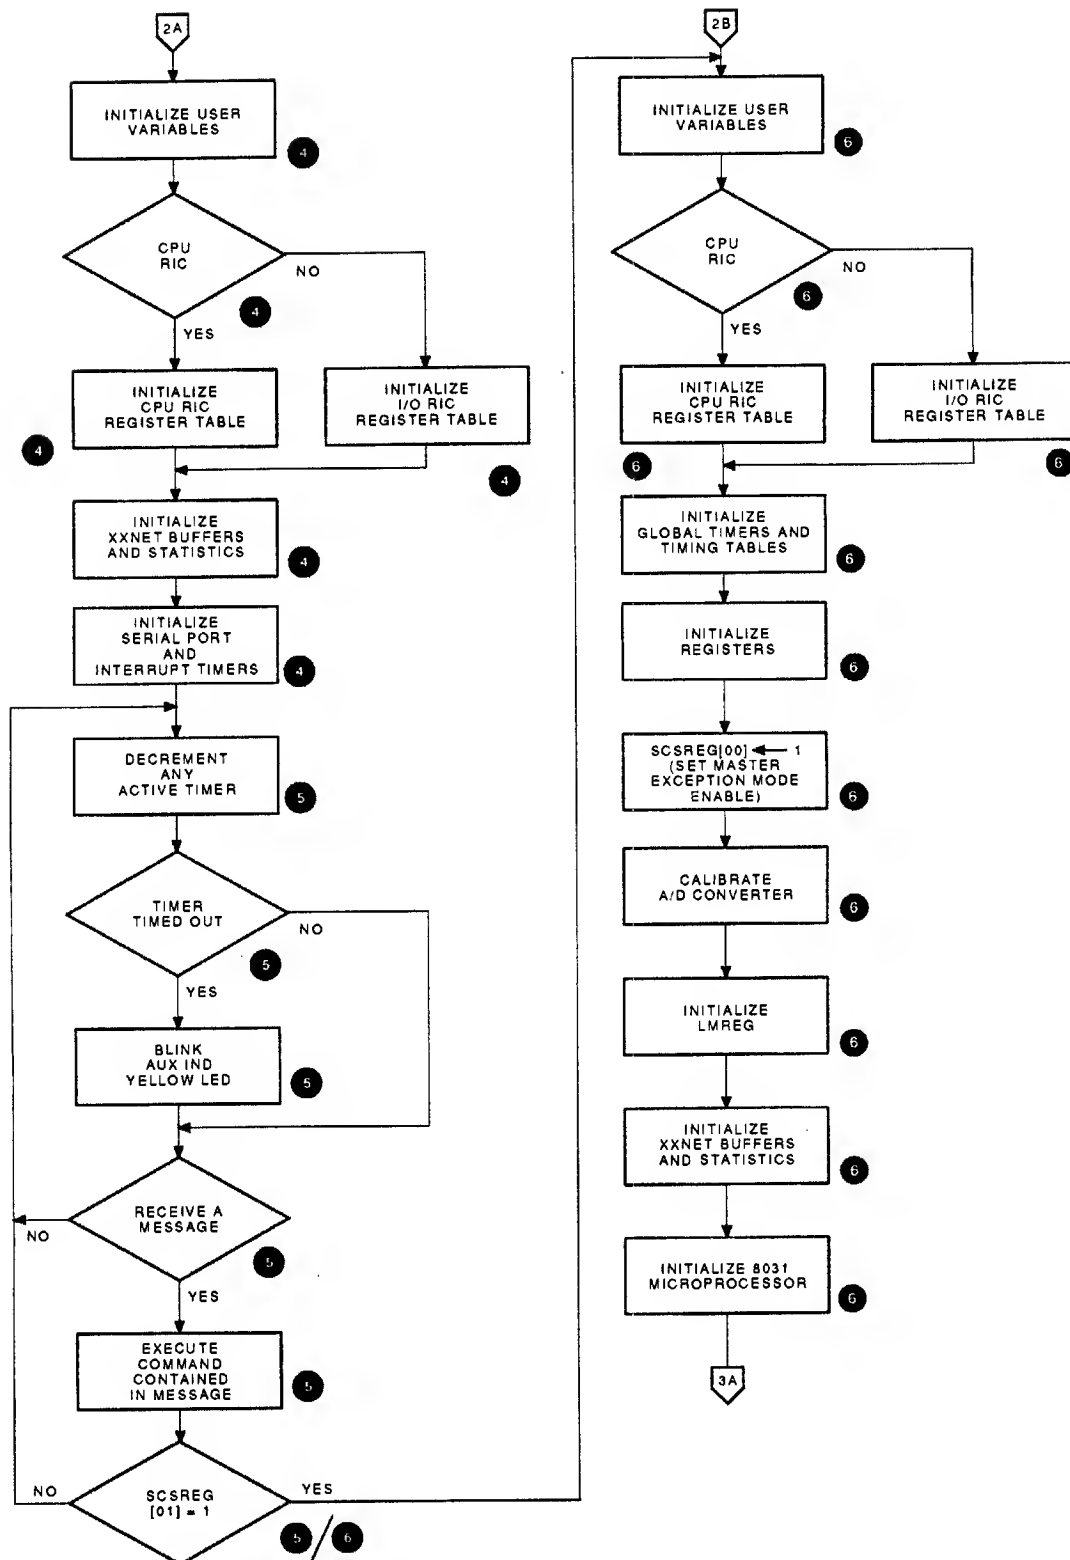 2A
INITIALIZE USER
VARIABLES
4
CPU
RIC
NO
4
YES
INITIALIZE
CPU RIC
REGISTER TABLE
4
INITIALIZE
I/O RIC
REGISTER TABLE
4
INITIALIZE
XXNET BUFFERS
AND STATISTICS
4
INITIALIZE
SERIAL PORT
AND
INTERRUPT TIMERS
4
DECREMENT
ANY
ACTIVE TIMER
5
TIMER
TIMED OUT
NO
5
YES
BLINK
AUX IND
YELLOW LED
5
RECEIVE A
MESSAGE
NO
5
YES
EXECUTE
COMMAND
CONTAINED
IN MESSAGE
5
NO
SCSREG
[01] = 1
YES
5 / 6
2B
INITIALIZE USER
VARIABLES
6
CPU
RIC
NO
6
YES
INITIALIZE
CPU RIC
REGISTER TABLE
6
INITIALIZE
I/O RIC
REGISTER TABLE
6
INITIALIZE
GLOBAL TIMERS AND
TIMING TABLES
6
INITIALIZE
REGISTERS
6
SCSREG[00] ← 1
(SET MASTER
EXCEPTION MODE
ENABLE)
6
CALIBRATE
A/D CONVERTER
6
INITIALIZE
LMREG
6
INITIALIZE
XXNET BUFFERS
AND STATISTICS
6
INITIALIZE 8031
MICROPROCESSOR
6
3A